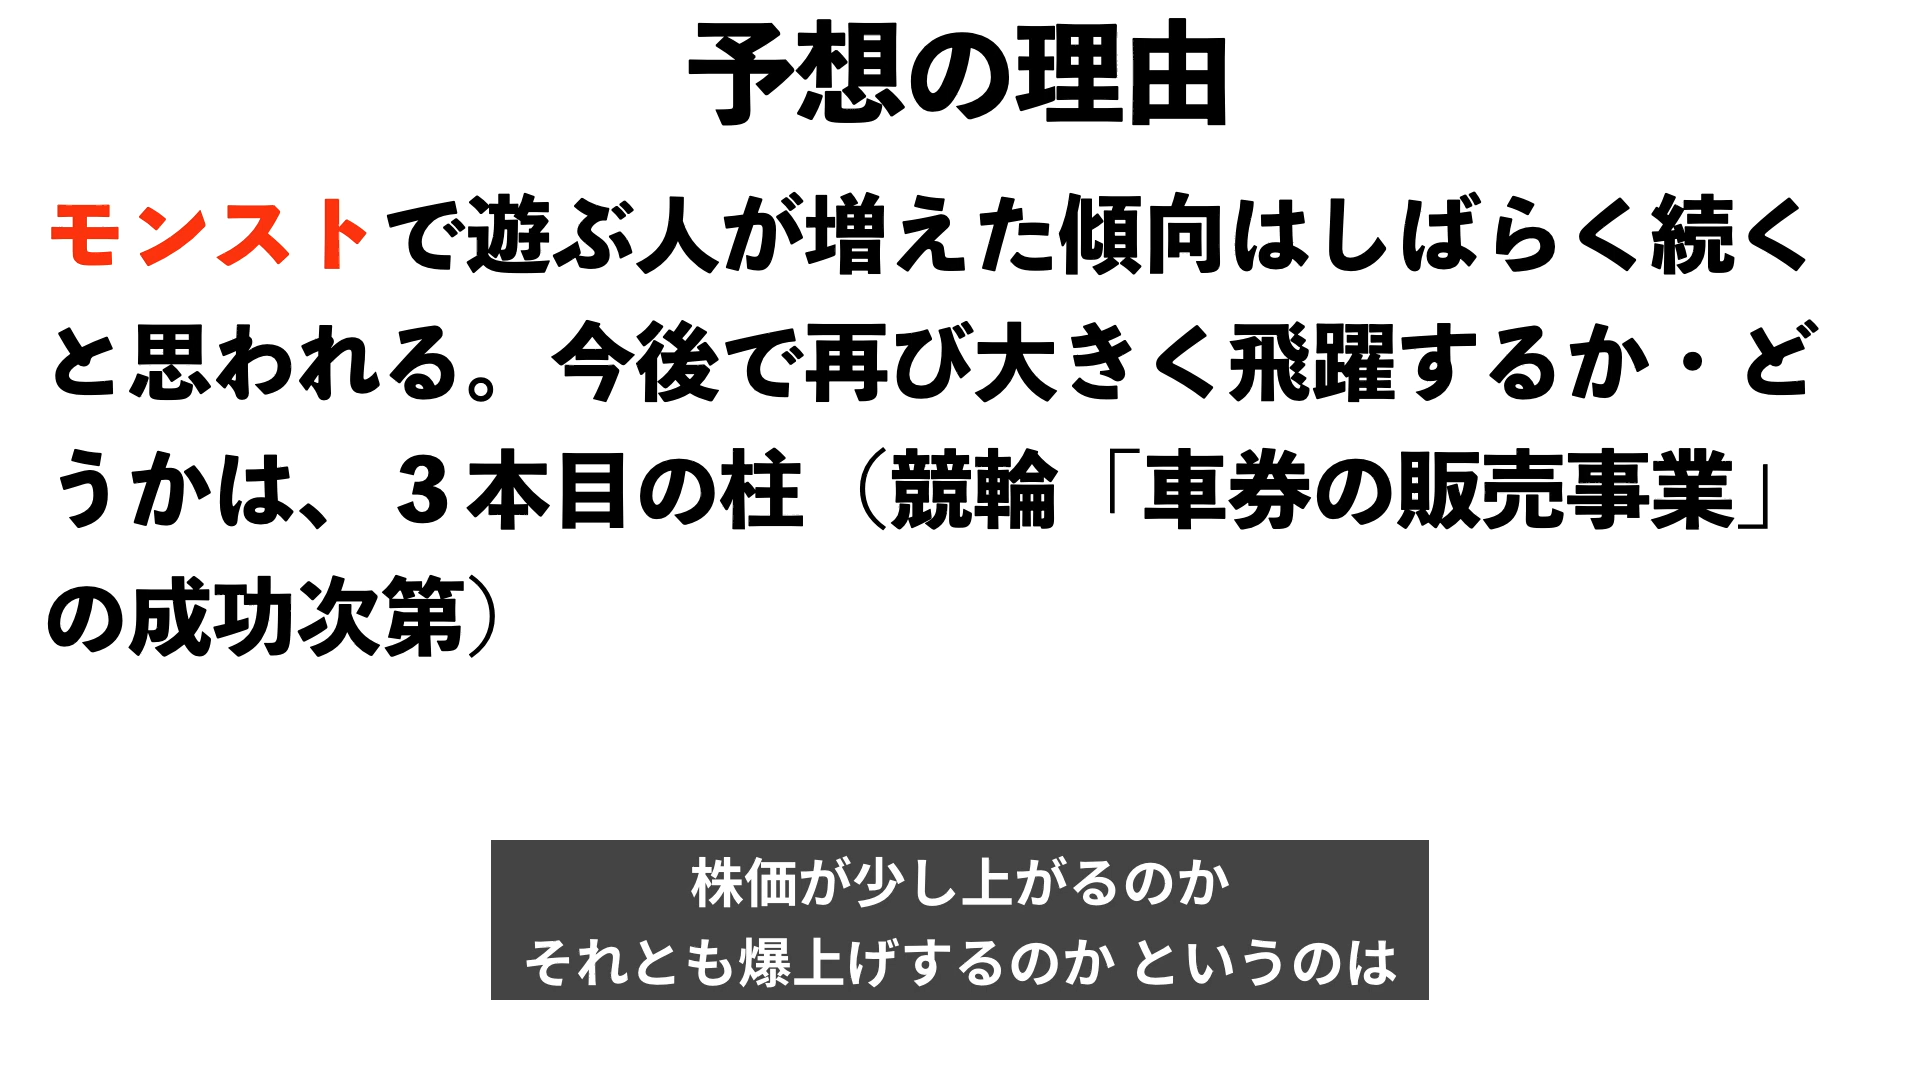 予想の理由
モンストで遊ぶ人が増えた傾向はしばらく続く
と思われる。今後で再び大きく飛躍するか・ど
うかは、３本目の柱（競輪「車券の販売事業」
の成功次第）
株価が少し上がるのか
それとも爆上げするのか というのは